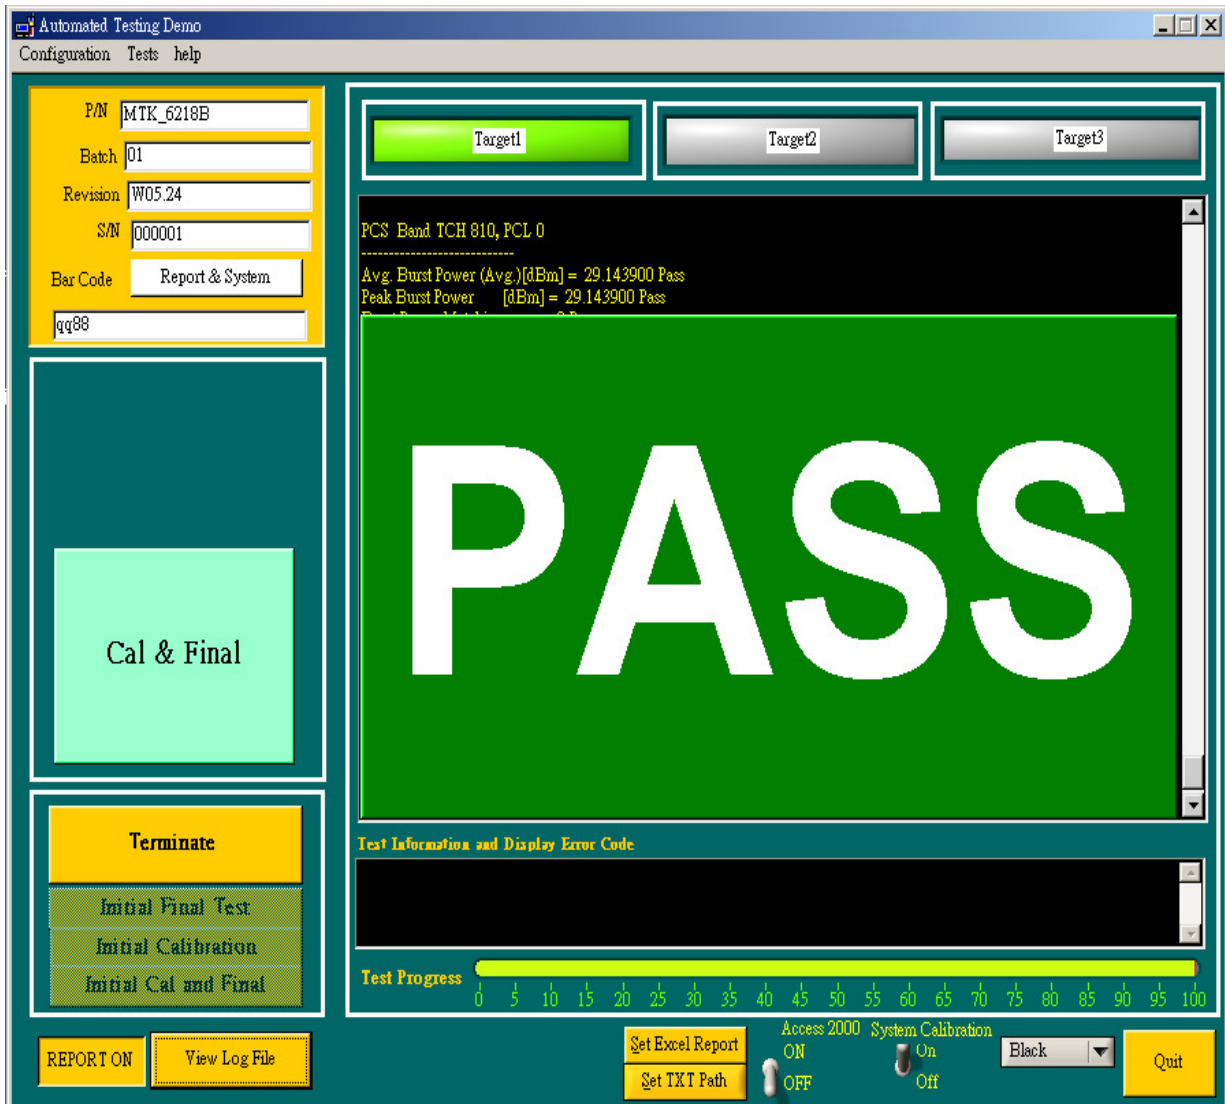 Automated Testing Demo
Configuration Tests help
P/N MTK_6218B
Batch 01
Revision W05.24
S/N 000001
Bar Code Report & System
qq88
Target1 Target2 Target3
PCS Band TCH 810, PCL 0
----------------------------
Avg. Burst Power (Avg.)[dBm] = 29.143900 Pass
Peak Burst Power [dBm] = 29.143900 Pass
PASS
Cal & Final
Terminate
Initial Final Test
Initial Calibration
Initial Cal and Final
Test Information and Display Error Code
Test Progress
0 5 10 15 20 25 30 35 40 45 50 55 60 65 70 75 80 85 90 95 100
REPORT ON
View Log File
Set Excel Report
Set TXT Path
Access 2000
ON
OFF
System Calibration
On
Off
Black
Quit